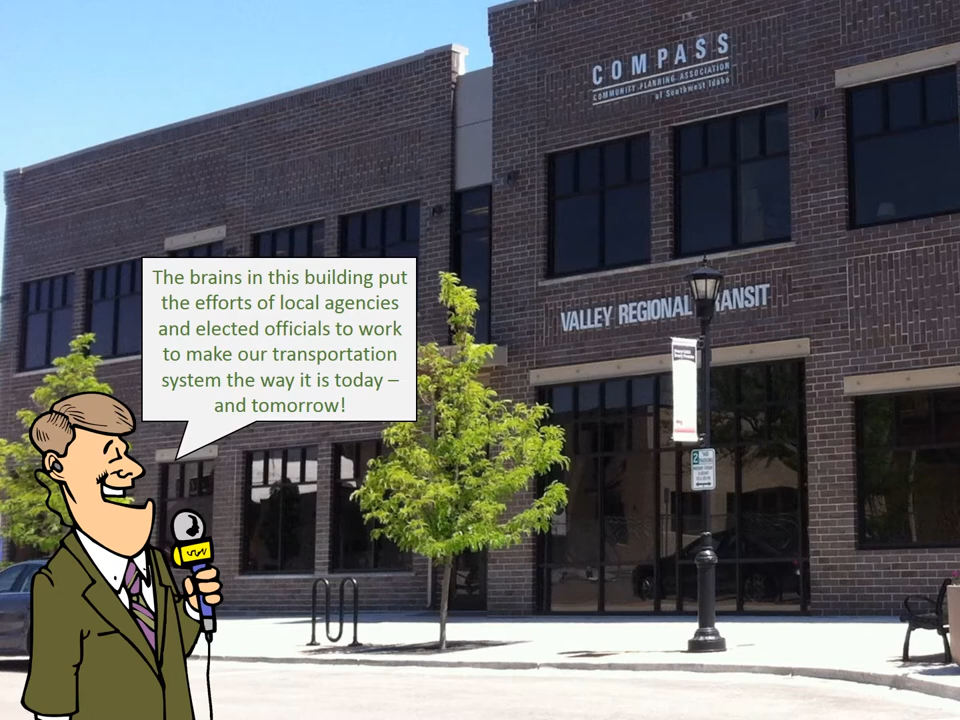 COMPASS
COMMUNITY PLANNING ASSOCIATION
of Southwest Idaho
VALLEY REGIONAL ANSIT
The brains in this building put
the efforts of local agencies
and elected officials to work
to make our transportation
system the way it is today –
and tomorrow!
2